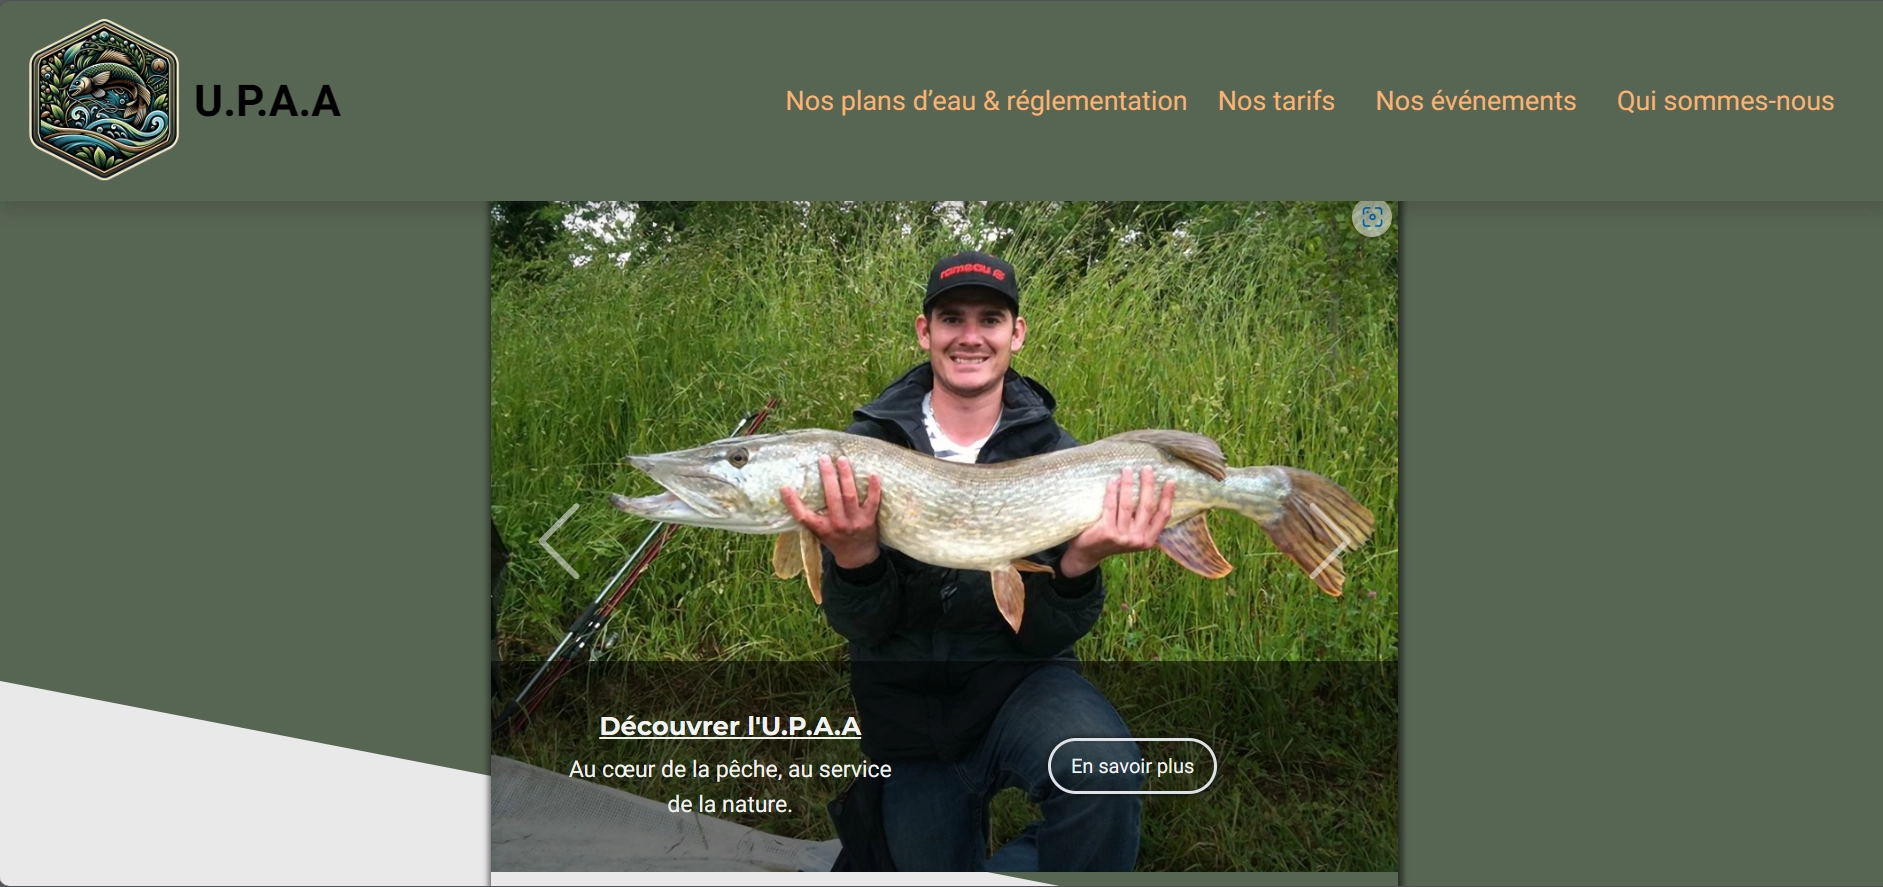 U.P.A.A
Nos plans d’eau & réglementation Nos tarifs Nos événements Qui sommes-nous
rameau
Découvrer l'U.P.A.A
Au cœur de la pêche, au service
de la nature.
En savoir plus